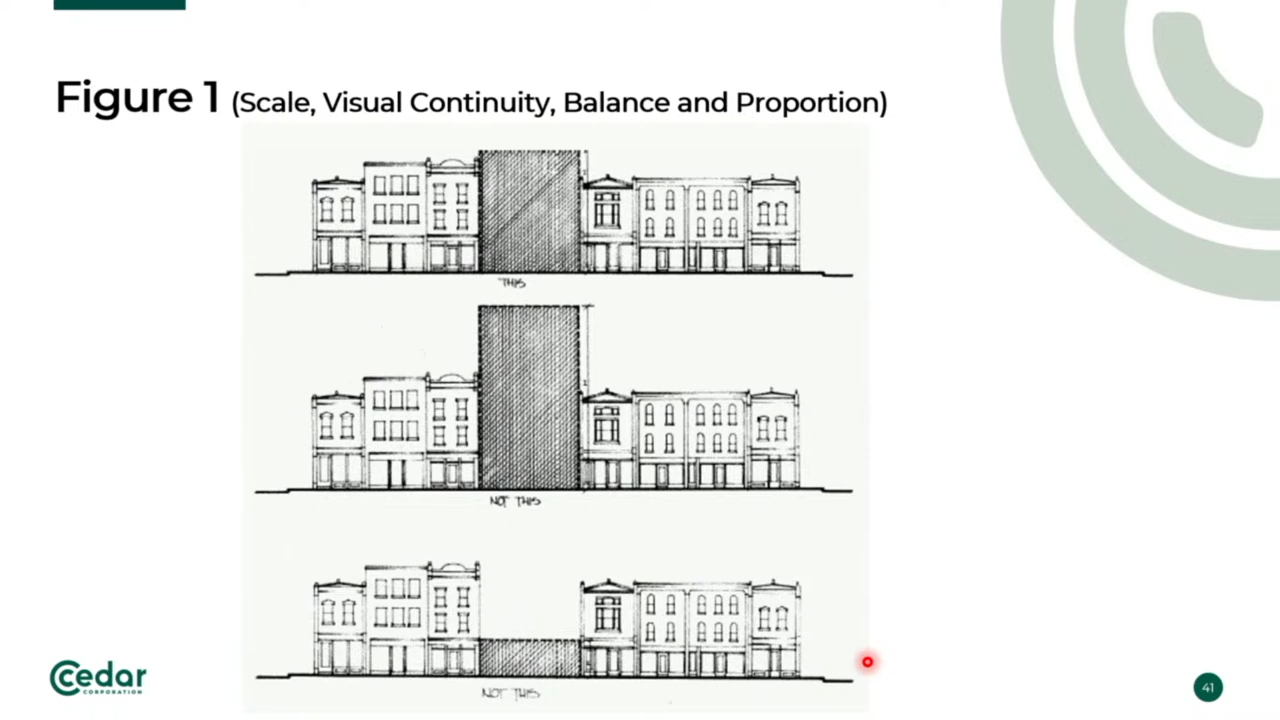 Figure 1 (Scale, Visual Continuity, Balance and Proportion)
THIS
NOT THIS
NOT THIS
Cedar
CORPORATION
41